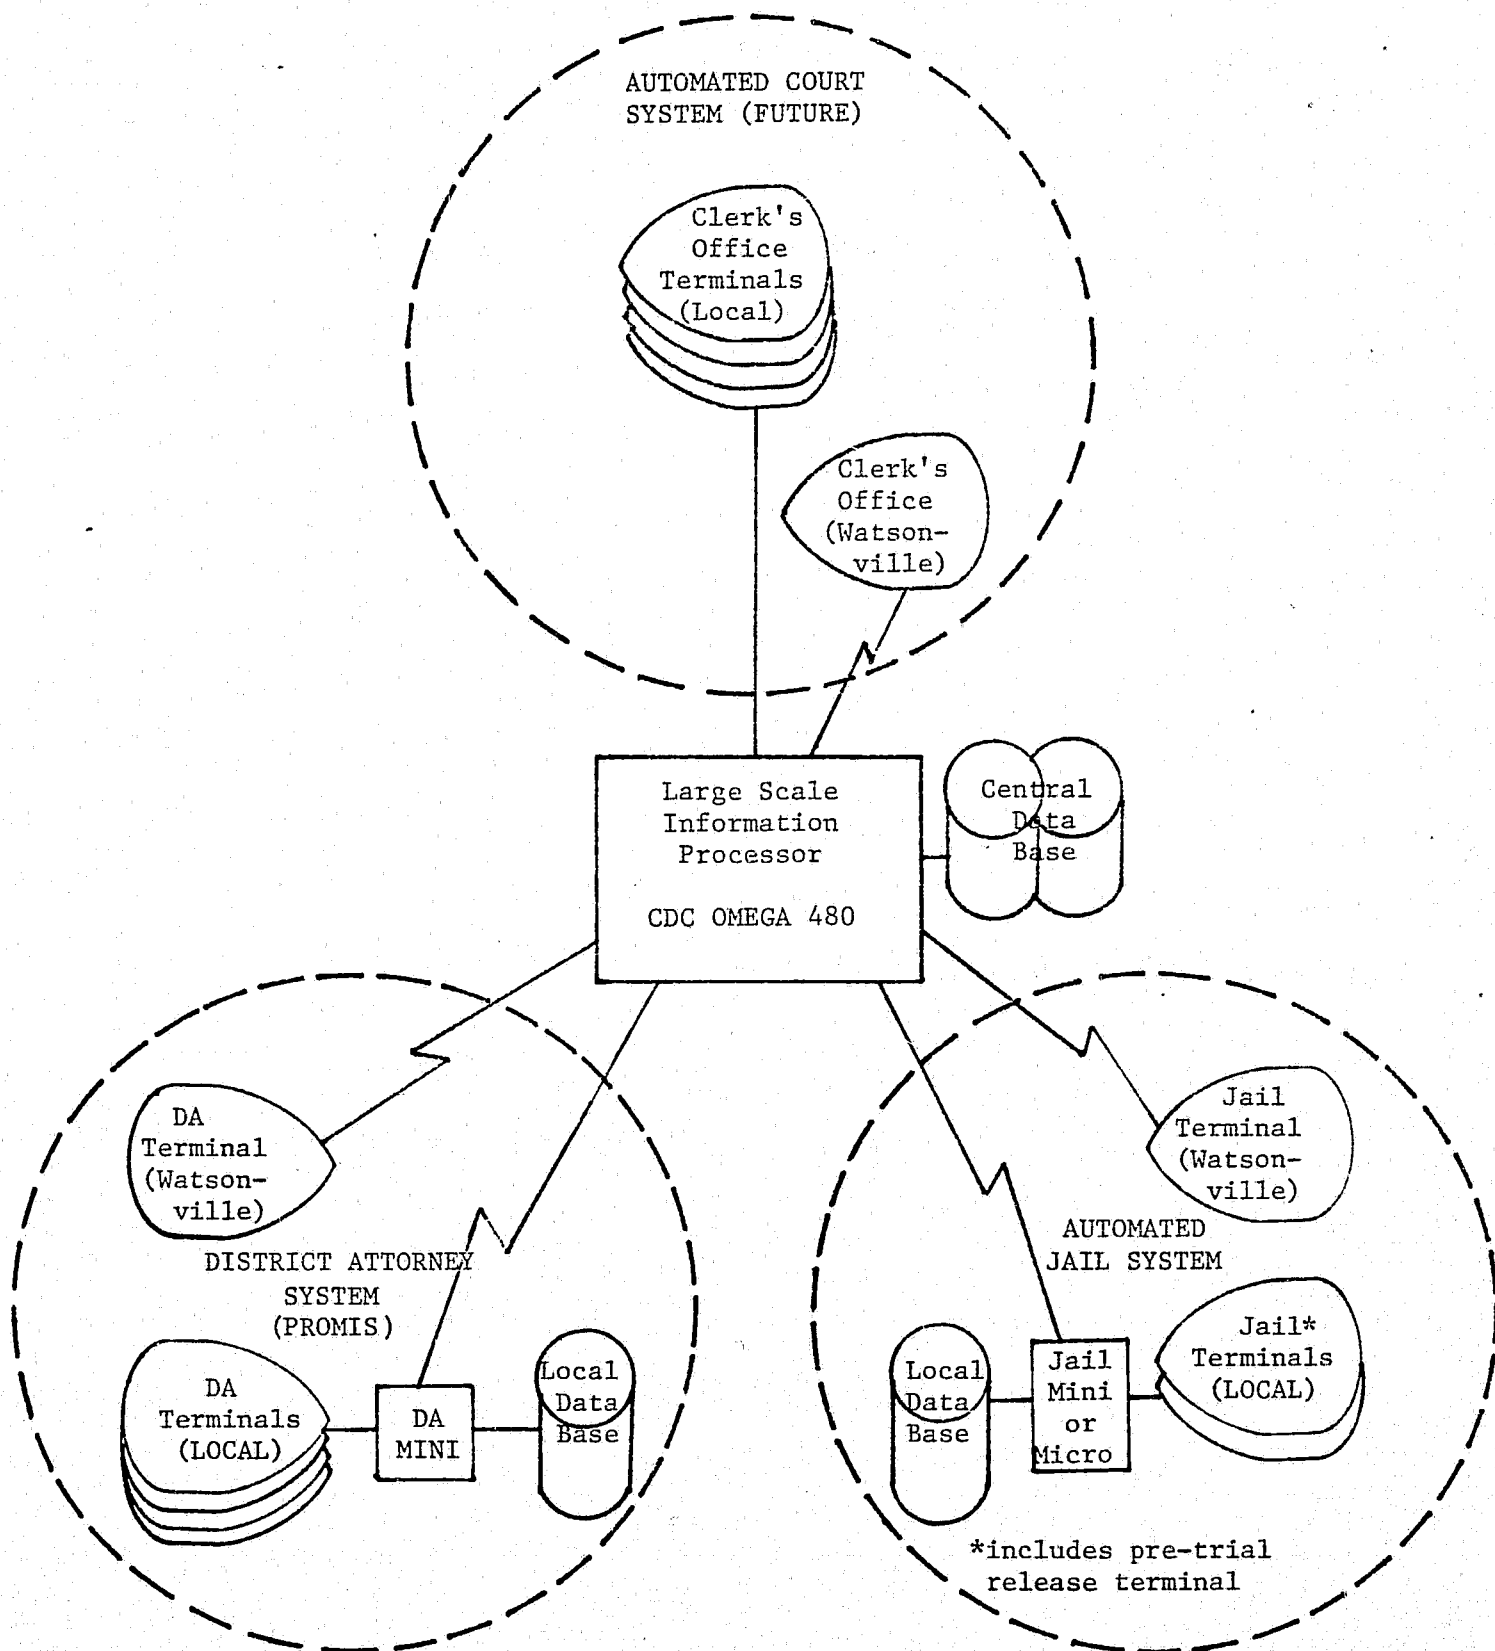 AUTOMATED COURT
SYSTEM (FUTURE)
Clerk's
Office
Terminals
(Local)
Clerk's
Office
(Watson-
ville)
Large Scale
Information
Processor
CDC OMEGA 480
Central
Data
Base
DA
Terminal
(Watson-
ville)
DISTRICT ATTORNEY
SYSTEM
(PROMIS)
DA
Terminals
(LOCAL)
DA
MINI
Local
Data
Base
Jail
Terminal
(Watson-
ville)
AUTOMATED
JAIL SYSTEM
Local
Data
Base
Jail
Mini
or
Micro
Jail*
Terminals
(LOCAL)
*includes pre-trial
release terminal